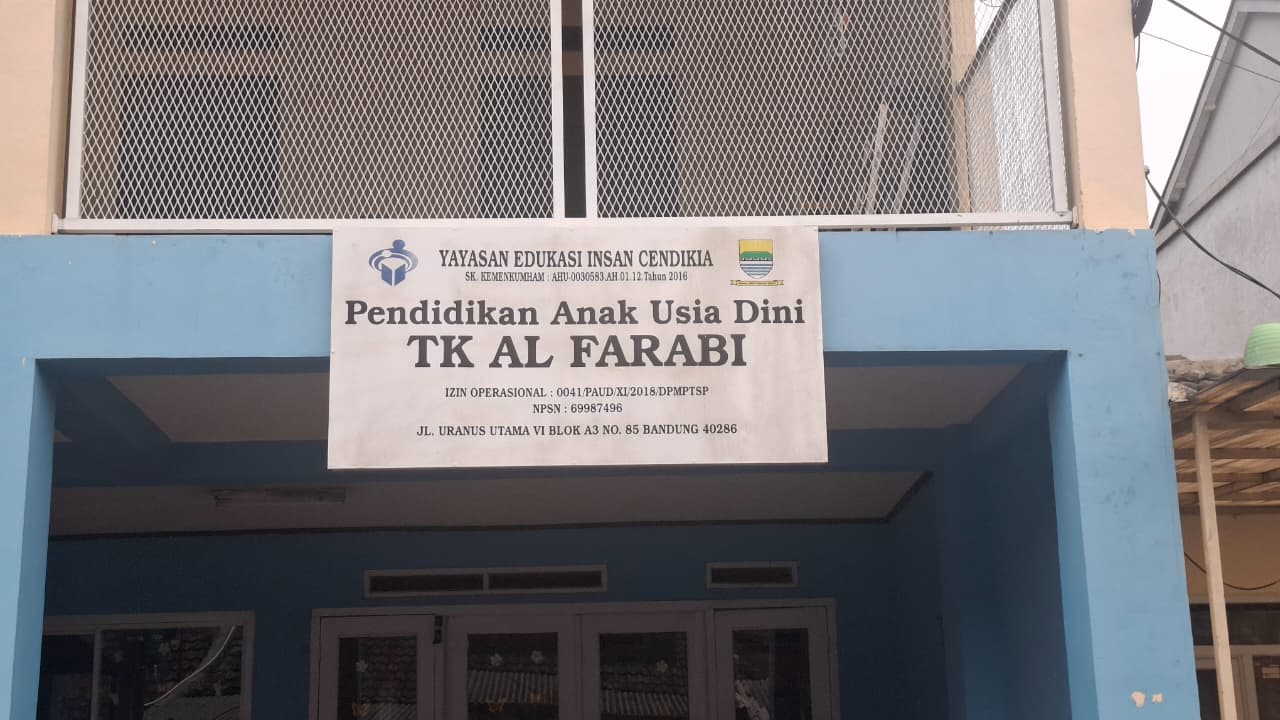 YAYASAN EDUKASI INSAN CENDIKIA
SK. KEMENKUMHAM : AHU-0030583.AH.01.12.Tahun 2016
Pendidikan Anak Usia Dini
TK AL FARABI
IZIN OPERASIONAL : 0041/PAUD/XI/2018/DPMPTSP
NPSN : 69987496
JL. URANUS UTAMA VI BLOK A3 NO. 85 BANDUNG 40286